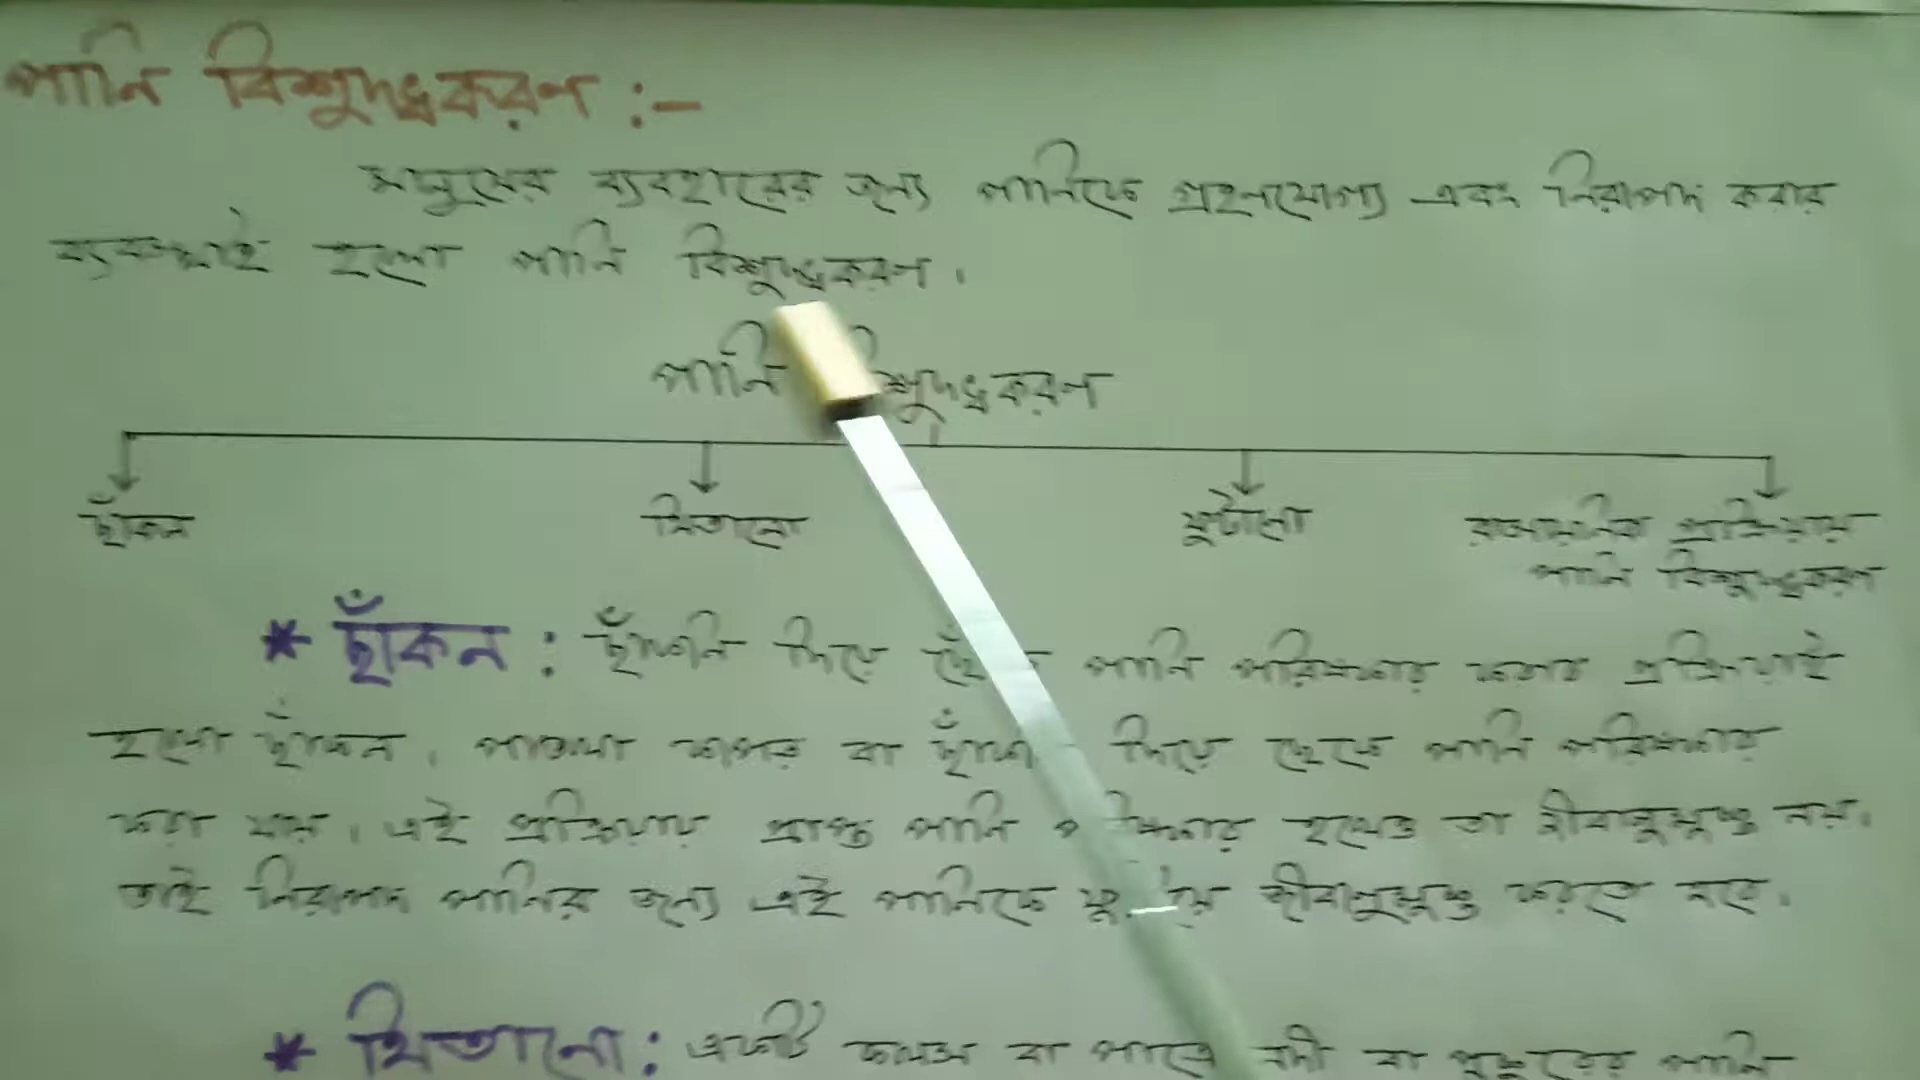 পানি বিশুদ্ধকরণ :-
মানুষের ব্যবহারের জন্য পানিকে গ্রহনযোগ্য এবং নিরাপদ করার
ব্যবস্থাই হলো পানি বিশুদ্ধকরণ।
পানি বিশুদ্ধকরণ
ছাঁকন থিতানো ফুটানো রাসায়নিক প্রক্রিয়ায়
পানি বিশুদ্ধকরণ
* ছাঁকন : ছাঁকনি দিয়ে পানি পরিষ্কার করার প্রক্রিয়াই
হলো ছাঁকন। পাতলা কাপড় বা ছাঁকনি দিয়ে ছেকে পানি পরিষ্কার
করা যায়। এই প্রক্রিয়ায় প্রাপ্ত পানি পরিষ্কার হলেও তা জীবাণুমুক্ত নয়।
তাই নিরাপদ পানির জন্য এই পানিকে জীবাণুমুক্ত করতে হবে।
* থিতানো : একটি কলস বা পাত্রে নদী বা পুকুরের পানি